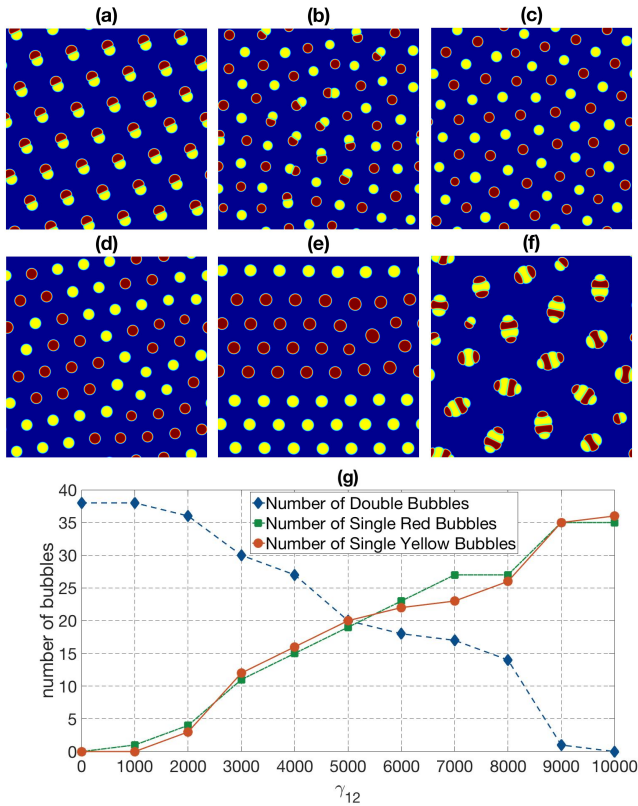 (a) (b) (c)
(d) (e) (f)
(g)
Number of Double Bubbles
Number of Single Red Bubbles
Number of Single Yellow Bubbles
number of bubbles
40
35
30
25
20
15
10
5
0
0 1000 2000 3000 4000 5000 6000 7000 8000 9000 10000
γ₁₂